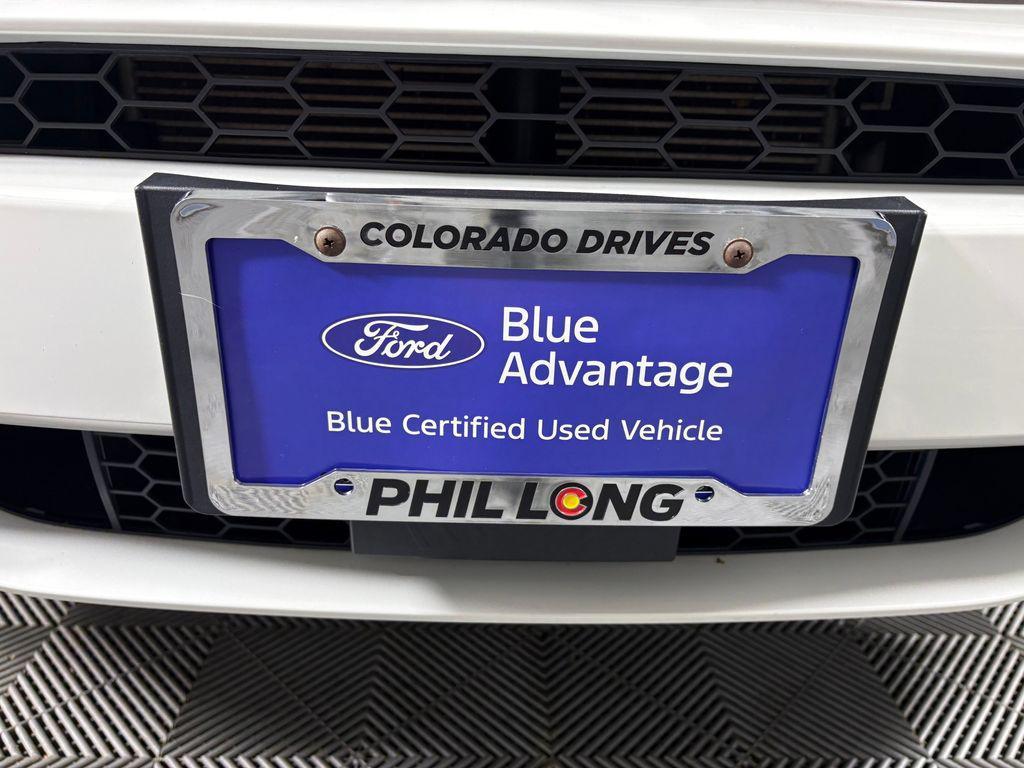 COLORADO DRIVES
Ford
Blue
Advantage
Blue Certified Used Vehicle
PHIL LONG